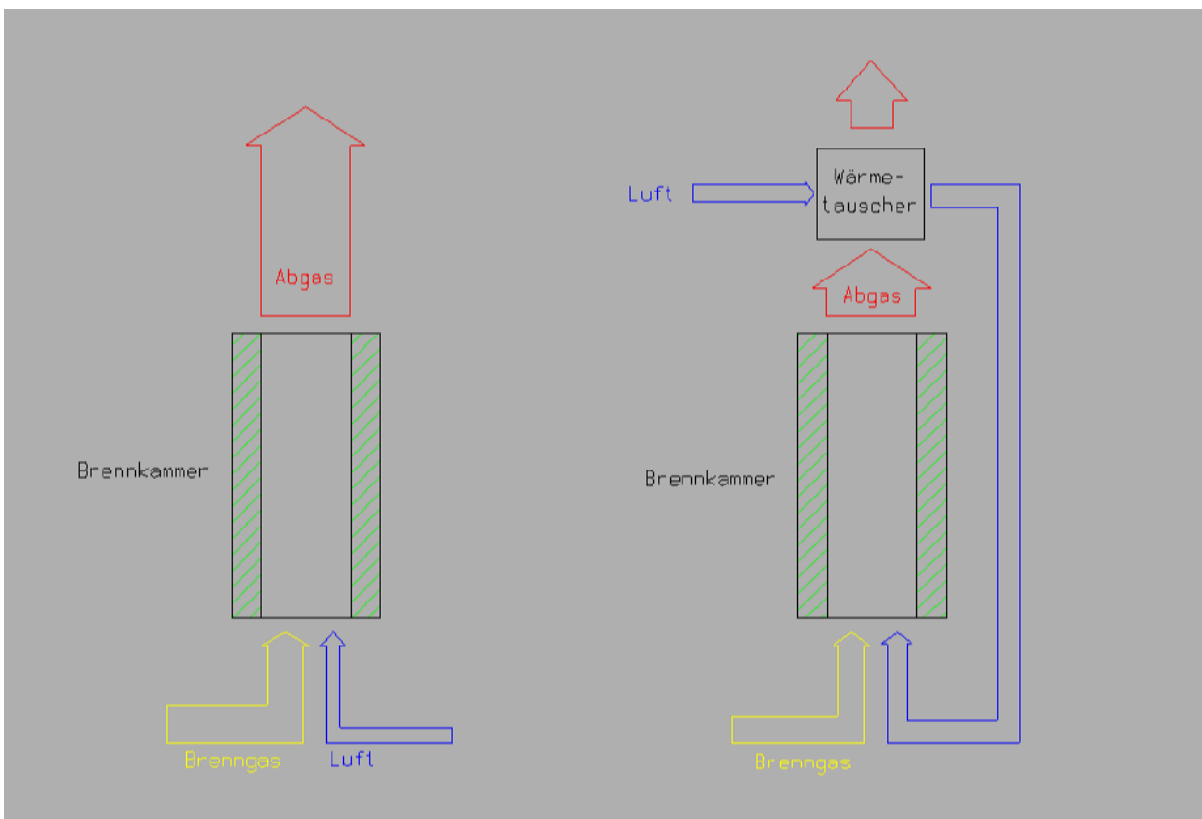 Abgas
Brennkammer
Brenngas
Luft
Luft
Wärme-
tauscher
Abgas
Brennkammer
Brenngas